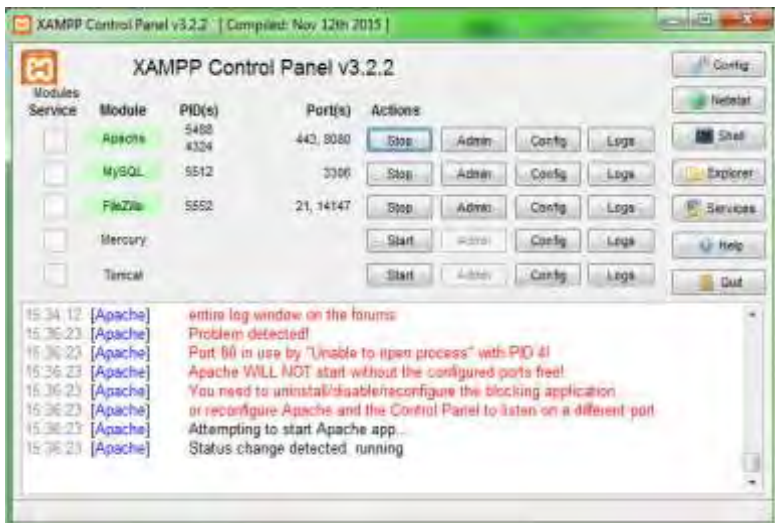 XAMPP Control Panel v3.2.2 [ Compiled: Nov 12th 2015 ]
XAMPP Control Panel v3.2.2
Config
Netstat
Shell
Explorer
Services
Help
Quit
Modules
Service Module PID(s) Port(s) Actions
Apache 5488 4324 443, 8080 Stop Admin Config Logs
MySQL 5512 3306 Stop Admin Config Logs
FileZilla 5552 21, 14147 Stop Admin Config Logs
Mercury Start Admin Config Logs
Tomcat Start Admin Config Logs
15:34:12 [Apache] entire log window on the forums
15:36:23 [Apache] Problem detected!
15:36:23 [Apache] Port 80 in use by "Unable to open process" with PID 4!
15:36:23 [Apache] Apache WILL NOT start without the configured ports free!
15:36:23 [Apache] You need to uninstall/disable/reconfigure the blocking application
15:36:23 [Apache] or reconfigure Apache and the Control Panel to listen on a different port
15:36:23 [Apache] Attempting to start Apache app...
15:36:23 [Apache] Status change detected: running